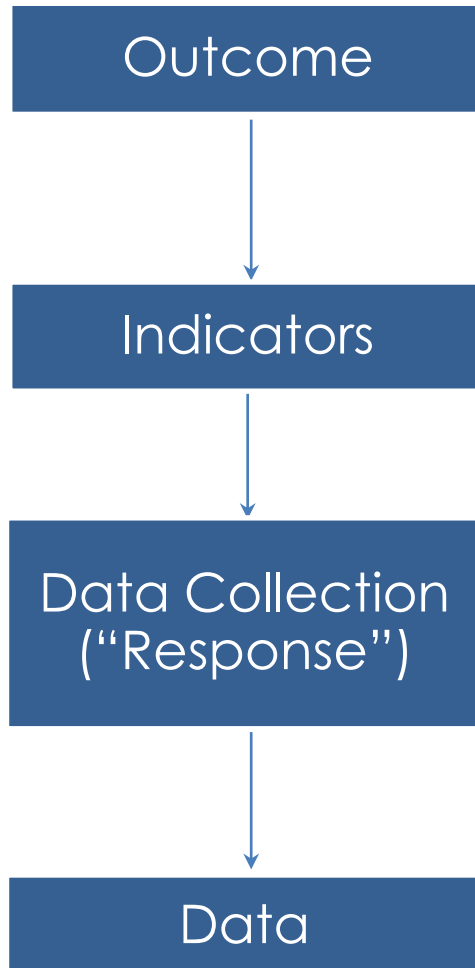 Outcome
Indicators
Data Collection
(“Response”)
Data